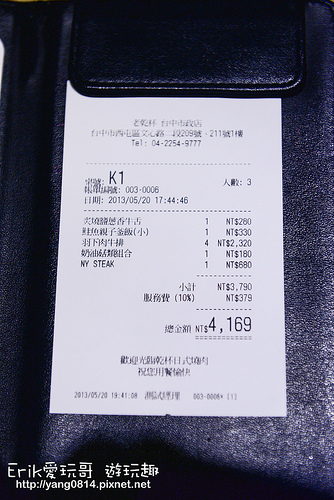 老乾杯 台中市政店
台中市西屯區文心路二段209號、211號1樓
Tel: 04-2254-9777
桌號: K1 人數: 3
帳單編號: 003-0006
日期: 2013/05/20 17:44:46
炙燒鹽蔥香牛舌 1 NT$280
鮭魚親子釜飯(小) 1 NT$330
羽下肉牛排 4 NT$2,320
奶油菇類組合 1 NT$180
NY STEAK 1 NT$680
小計 NT$3,790
服務費 (10%) NT$379
總金額 NT$4,169
歡迎光臨乾杯日式燒肉
祝您用餐愉快
2013/05/20 19:41:08 003-0006*
Erik愛玩哥 遊玩趣
http://yang0814.pixnet.net